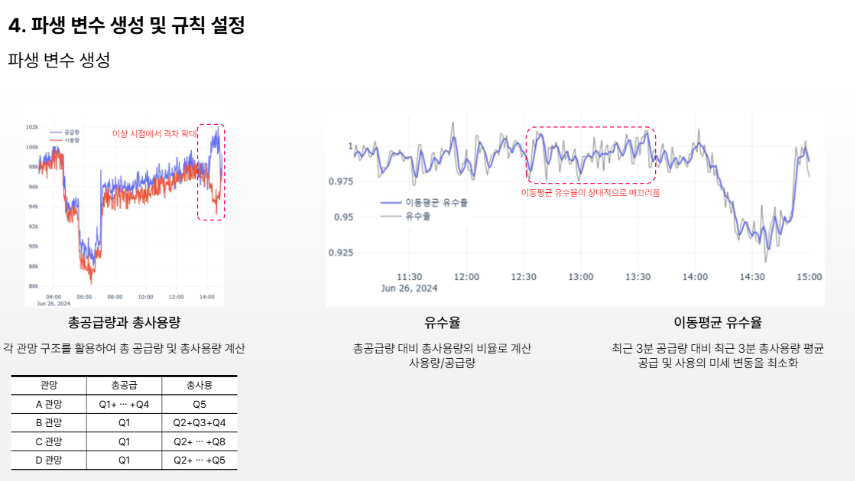 4. 파생 변수 생성 및 규칙 설정
파생 변수 생성
102k
100k
98k
96k
94k
92k
90k
88k
86k
공급량
사용량
이상 시점에서 격차 확대
04:00 06:00 08:00 10:00 12:00 14:00
Jun 26, 2024
1
0.975
0.95
0.925
이동평균 유수율
유수율
이동평균 유수율이 상대적으로 매끄러움
11:30 12:00 12:30 13:00 13:30 14:00 14:30 15:00
Jun 26, 2024
총공급량과 총사용량
각 관망 구조를 활용하여 총 공급량 및 총사용량 계산
유수율
총공급량 대비 총사용량의 비율로 계산
사용량/공급량
이동평균 유수율
최근 3분 공급량 대비 최근 3분 총사용량 평균
공급 및 사용의 미세 변동을 최소화
관망 총공급 총사용
A 관망 Q1+ ··· +Q4 Q5
B 관망 Q1 Q2+Q3+Q4
C 관망 Q1 Q2+ ··· +Q8
D 관망 Q1 Q2+ ··· +Q5